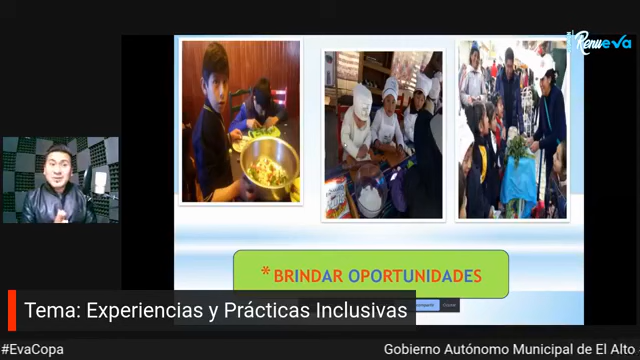 Renueva
* BRINDAR OPORTUNIDADES
Tema: Experiencias y Prácticas Inclusivas
#EvaCopa
Gobierno Autónomo Municipal de El Alto